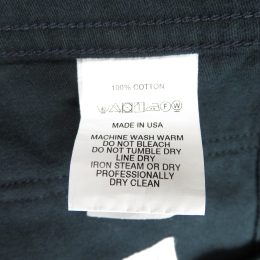 100% COTTON
F W
MADE IN USA
MACHINE WASH WARM
DO NOT BLEACH
DO NOT TUMBLE DRY
LINE DRY
IRON STEAM OR DRY
PROFESSIONALLY
DRY CLEAN